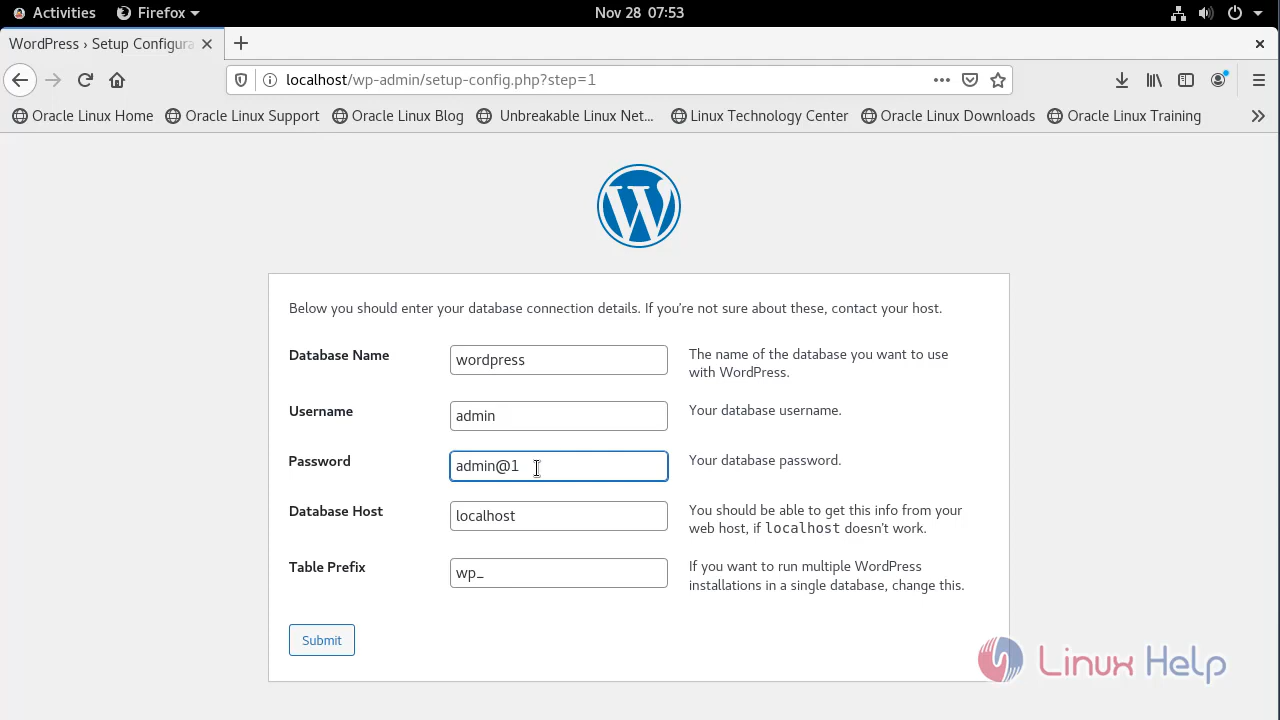 Activities Firefox Nov 28 07:53
WordPress › Setup Configura
localhost/wp-admin/setup-config.php?step=1
Oracle Linux Home Oracle Linux Support Oracle Linux Blog Unbreakable Linux Net... Linux Technology Center Oracle Linux Downloads Oracle Linux Training
W
Below you should enter your database connection details. If you're not sure about these, contact your host.
Database Name wordpress The name of the database you want to use
with WordPress.
Username admin Your database username.
Password admin@1 Your database password.
Database Host localhost You should be able to get this info from your
web host, if localhost doesn't work.
Table Prefix wp_ If you want to run multiple WordPress
installations in a single database, change this.
Submit
Linux Help